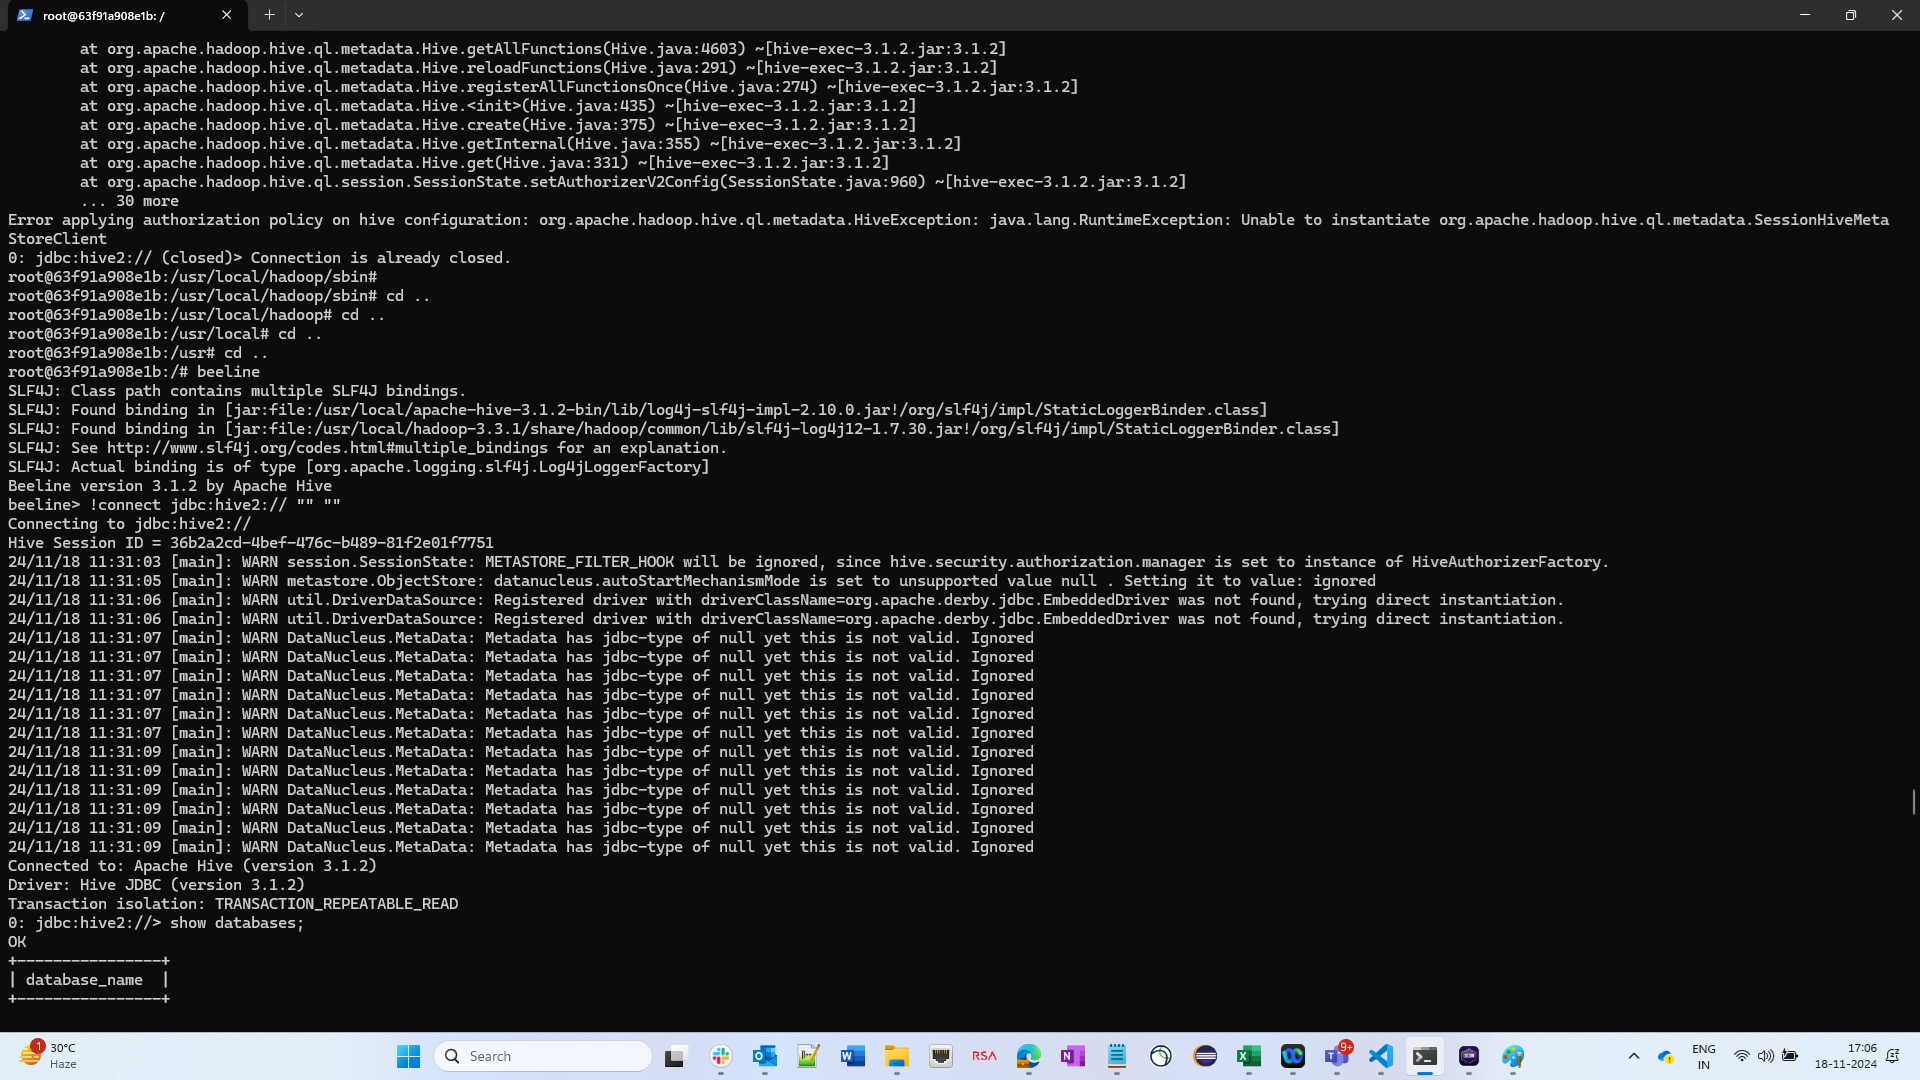 root@63f91a908e1b: /
at org.apache.hadoop.hive.ql.metadata.Hive.getAllFunctions(Hive.java:4603) ~[hive-exec-3.1.2.jar:3.1.2]
at org.apache.hadoop.hive.ql.metadata.Hive.reloadFunctions(Hive.java:291) ~[hive-exec-3.1.2.jar:3.1.2]
at org.apache.hadoop.hive.ql.metadata.Hive.registerAllFunctionsOnce(Hive.java:274) ~[hive-exec-3.1.2.jar:3.1.2]
at org.apache.hadoop.hive.ql.metadata.Hive.<init>(Hive.java:435) ~[hive-exec-3.1.2.jar:3.1.2]
at org.apache.hadoop.hive.ql.metadata.Hive.create(Hive.java:375) ~[hive-exec-3.1.2.jar:3.1.2]
at org.apache.hadoop.hive.ql.metadata.Hive.getInternal(Hive.java:355) ~[hive-exec-3.1.2.jar:3.1.2]
at org.apache.hadoop.hive.ql.metadata.Hive.get(Hive.java:331) ~[hive-exec-3.1.2.jar:3.1.2]
at org.apache.hadoop.hive.ql.session.SessionState.setAuthorizerV2Config(SessionState.java:960) ~[hive-exec-3.1.2.jar:3.1.2]
... 30 more
Error applying authorization policy on hive configuration: org.apache.hadoop.hive.ql.metadata.HiveException: java.lang.RuntimeException: Unable to instantiate org.apache.hadoop.hive.ql.metadata.SessionHiveMeta
StoreClient
0: jdbc:hive2:// (closed)> Connection is already closed.
root@63f91a908e1b:/usr/local/hadoop/sbin#
root@63f91a908e1b:/usr/local/hadoop/sbin# cd ..
root@63f91a908e1b:/usr/local/hadoop# cd ..
root@63f91a908e1b:/usr/local# cd ..
root@63f91a908e1b:/usr# cd ..
root@63f91a908e1b:/# beeline
SLF4J: Class path contains multiple SLF4J bindings.
SLF4J: Found binding in [jar:file:/usr/local/apache-hive-3.1.2-bin/lib/log4j-slf4j-impl-2.10.0.jar!/org/slf4j/impl/StaticLoggerBinder.class]
SLF4J: Found binding in [jar:file:/usr/local/hadoop-3.3.1/share/hadoop/common/lib/slf4j-log4j12-1.7.30.jar!/org/slf4j/impl/StaticLoggerBinder.class]
SLF4J: See http://www.slf4j.org/codes.html#multiple_bindings for an explanation.
SLF4J: Actual binding is of type [org.apache.logging.slf4j.Log4jLoggerFactory]
Beeline version 3.1.2 by Apache Hive
beeline> !connect jdbc:hive2:// "" ""
Connecting to jdbc:hive2://
Hive Session ID = 36b2a2cd-4bef-476c-b489-81f2e01f7751
24/11/18 11:31:03 [main]: WARN session.SessionState: METASTORE_FILTER_HOOK will be ignored, since hive.security.authorization.manager is set to instance of HiveAuthorizerFactory.
24/11/18 11:31:05 [main]: WARN metastore.ObjectStore: datanucleus.autoStartMechanismMode is set to unsupported value null . Setting it to value: ignored
24/11/18 11:31:06 [main]: WARN util.DriverDataSource: Registered driver with driverClassName=org.apache.derby.jdbc.EmbeddedDriver was not found, trying direct instantiation.
24/11/18 11:31:06 [main]: WARN util.DriverDataSource: Registered driver with driverClassName=org.apache.derby.jdbc.EmbeddedDriver was not found, trying direct instantiation.
24/11/18 11:31:07 [main]: WARN DataNucleus.MetaData: Metadata has jdbc-type of null yet this is not valid. Ignored
24/11/18 11:31:07 [main]: WARN DataNucleus.MetaData: Metadata has jdbc-type of null yet this is not valid. Ignored
24/11/18 11:31:07 [main]: WARN DataNucleus.MetaData: Metadata has jdbc-type of null yet this is not valid. Ignored
24/11/18 11:31:07 [main]: WARN DataNucleus.MetaData: Metadata has jdbc-type of null yet this is not valid. Ignored
24/11/18 11:31:07 [main]: WARN DataNucleus.MetaData: Metadata has jdbc-type of null yet this is not valid. Ignored
24/11/18 11:31:07 [main]: WARN DataNucleus.MetaData: Metadata has jdbc-type of null yet this is not valid. Ignored
24/11/18 11:31:09 [main]: WARN DataNucleus.MetaData: Metadata has jdbc-type of null yet this is not valid. Ignored
24/11/18 11:31:09 [main]: WARN DataNucleus.MetaData: Metadata has jdbc-type of null yet this is not valid. Ignored
24/11/18 11:31:09 [main]: WARN DataNucleus.MetaData: Metadata has jdbc-type of null yet this is not valid. Ignored
24/11/18 11:31:09 [main]: WARN DataNucleus.MetaData: Metadata has jdbc-type of null yet this is not valid. Ignored
24/11/18 11:31:09 [main]: WARN DataNucleus.MetaData: Metadata has jdbc-type of null yet this is not valid. Ignored
24/11/18 11:31:09 [main]: WARN DataNucleus.MetaData: Metadata has jdbc-type of null yet this is not valid. Ignored
Connected to: Apache Hive (version 3.1.2)
Driver: Hive JDBC (version 3.1.2)
Transaction isolation: TRANSACTION_REPEATABLE_READ
0: jdbc:hive2://> show databases;
OK
+----------------+
| database_name  |
+----------------+
1
30°C
Haze
Search
RSA
9+
ENG
IN
17:06
18-11-2024